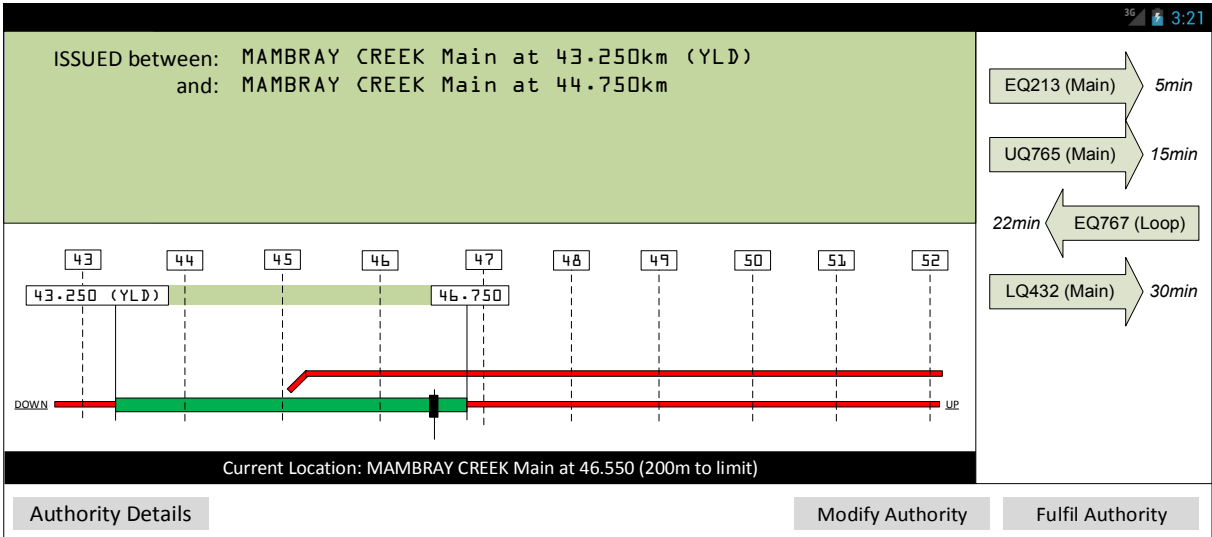 3G 3:21
ISSUED between: MAMBRAY CREEK Main at 43.250km (YLD)
and: MAMBRAY CREEK Main at 44.750km
EQ213 (Main) 5min
UQ765 (Main) 15min
22min EQ767 (Loop)
LQ432 (Main) 30min
43 44 45 46 47 48 49 50 51 52
43.250 (YLD) 46.750
DOWN UP
Current Location: MAMBRAY CREEK Main at 46.550 (200m to limit)
Authority Details Modify Authority Fulfil Authority